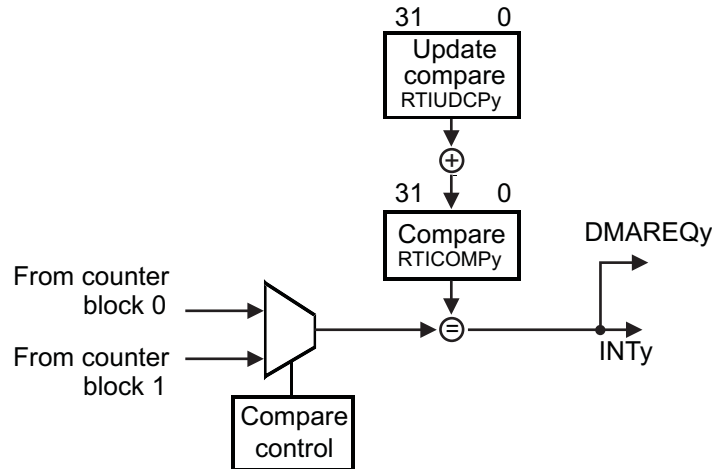 31 0
Update
compare
RTIUDCPy
+
31 0
Compare
RTICOMPy
DMAREQy
From counter
block 0
=
INTy
From counter
block 1
Compare
control